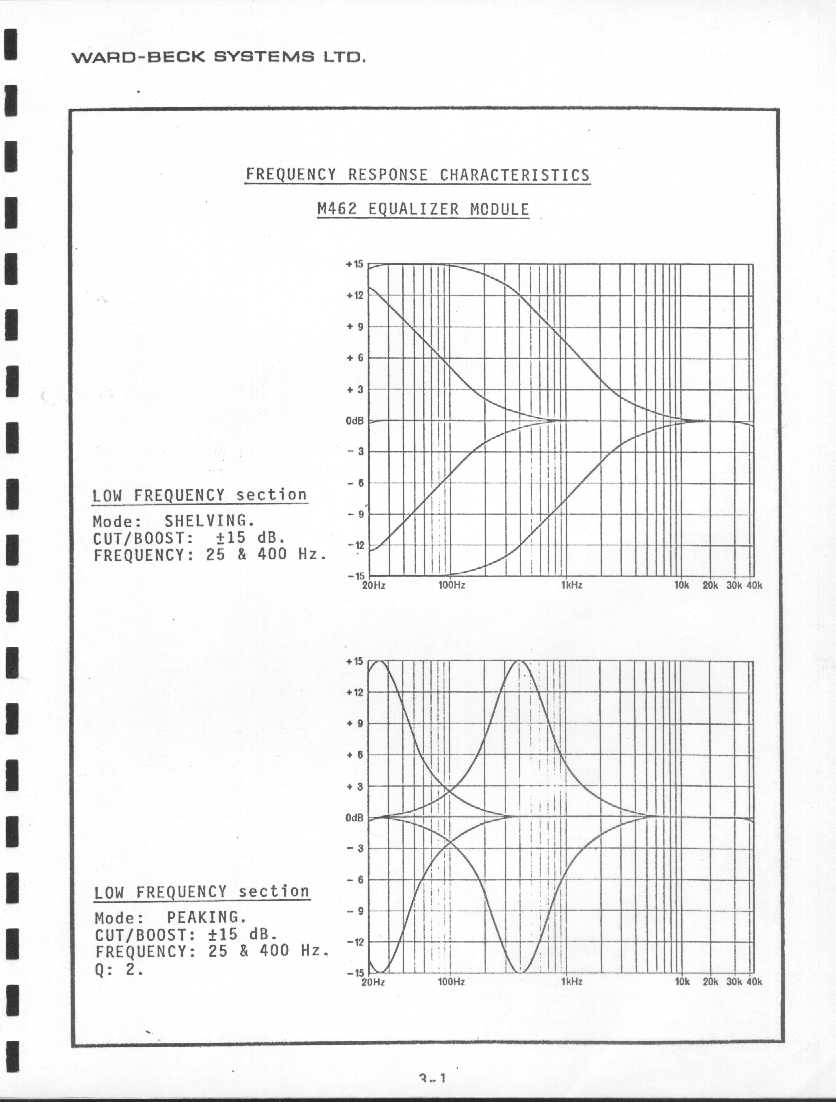 WARD-BECK SYSTEMS LTD.
FREQUENCY RESPONSE CHARACTERISTICS
M462 EQUALIZER MODULE
+15
+12
+ 9
+ 6
+ 3
0dB
- 3
- 6
- 9
-12
-15
20Hz 100Hz 1kHz 10k 20k 30k 40k
LOW FREQUENCY section
Mode: SHELVING.
CUT/BOOST: ±15 dB.
FREQUENCY: 25 & 400 Hz.
+15
+12
+ 9
+ 6
+ 3
0dB
- 3
- 6
- 9
-12
-15
20Hz 100Hz 1kHz 10k 20k 30k 40k
LOW FREQUENCY section
Mode: PEAKING.
CUT/BOOST: ±15 dB.
FREQUENCY: 25 & 400 Hz.
Q: 2.
3-1